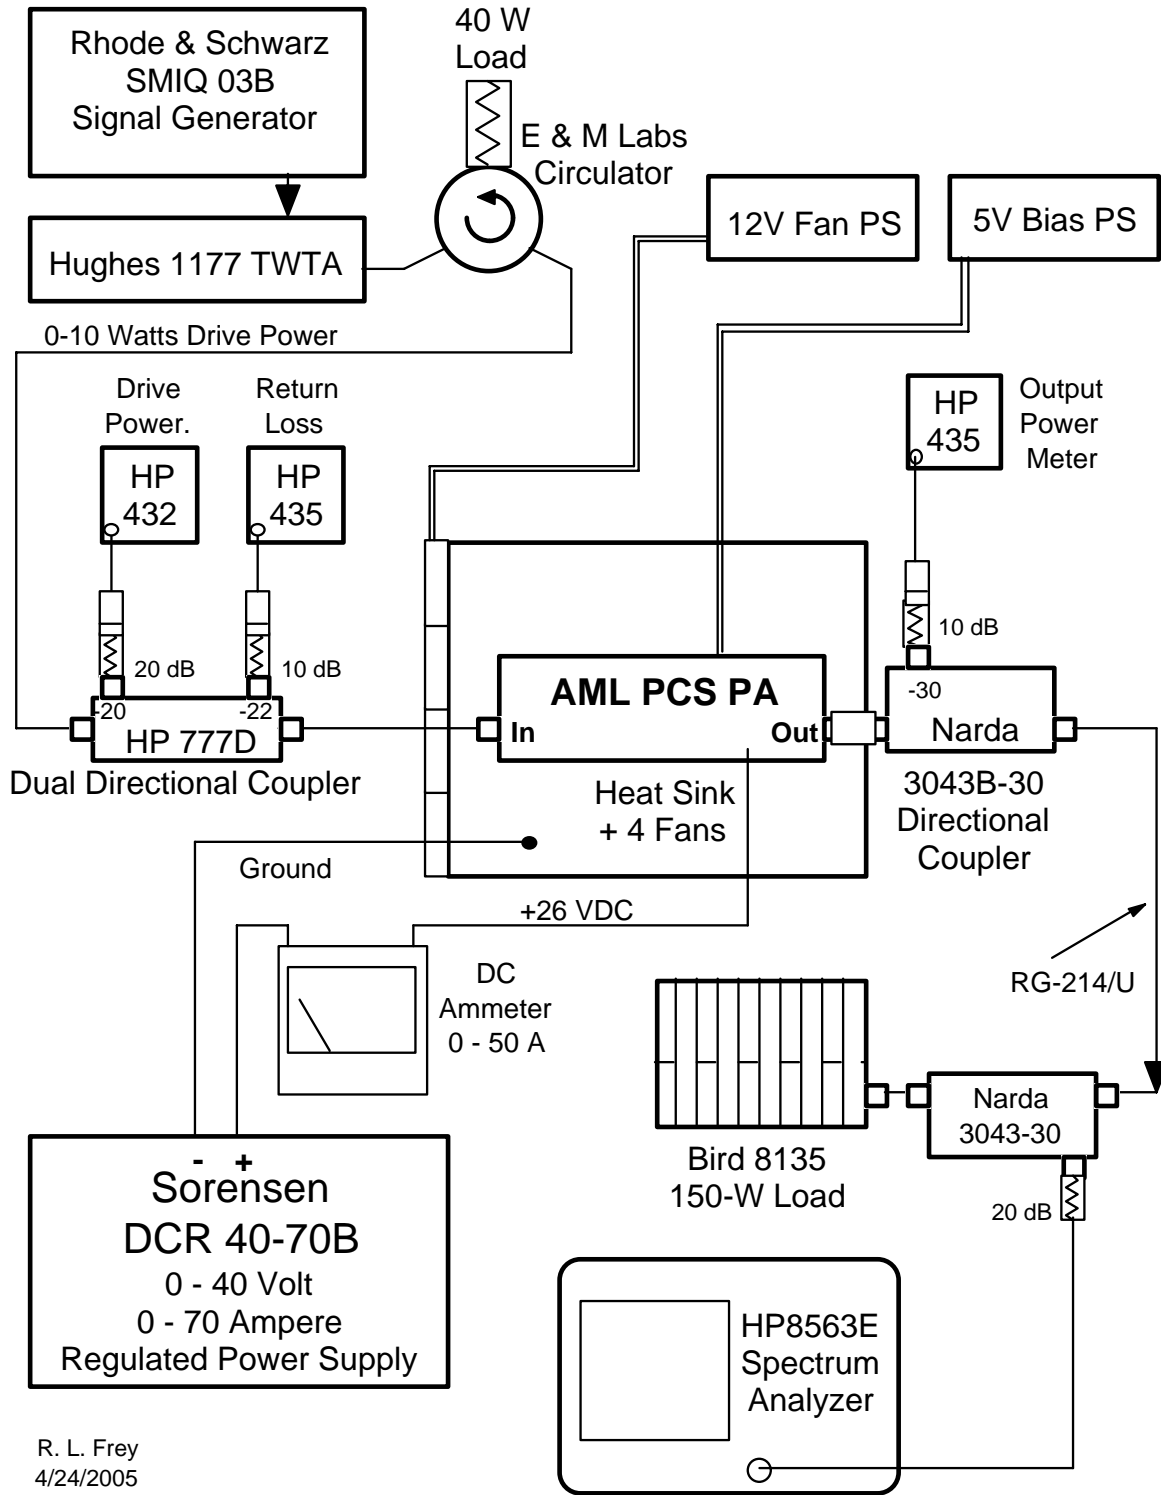 Rhode & Schwarz
SMIQ 03B
Signal Generator
40 W
Load
E & M Labs
Circulator
12V Fan PS
5V Bias PS
Hughes 1177 TWTA
0-10 Watts Drive Power
Drive
Power.
Return
Loss
HP
432
HP
435
HP
435
Output
Power
Meter
20 dB
10 dB
10 dB
-20
-22
HP 777D
Dual Directional Coupler
AML PCS PA
In
Out
-30
Narda
3043B-30
Directional
Coupler
Heat Sink
+ 4 Fans
Ground
+26 VDC
DC
Ammeter
0 - 50 A
RG-214/U
Narda
3043-30
Bird 8135
150-W Load
20 dB
- +
Sorensen
DCR 40-70B
0 - 40 Volt
0 - 70 Ampere
Regulated Power Supply
HP8563E
Spectrum
Analyzer
R. L. Frey
4/24/2005